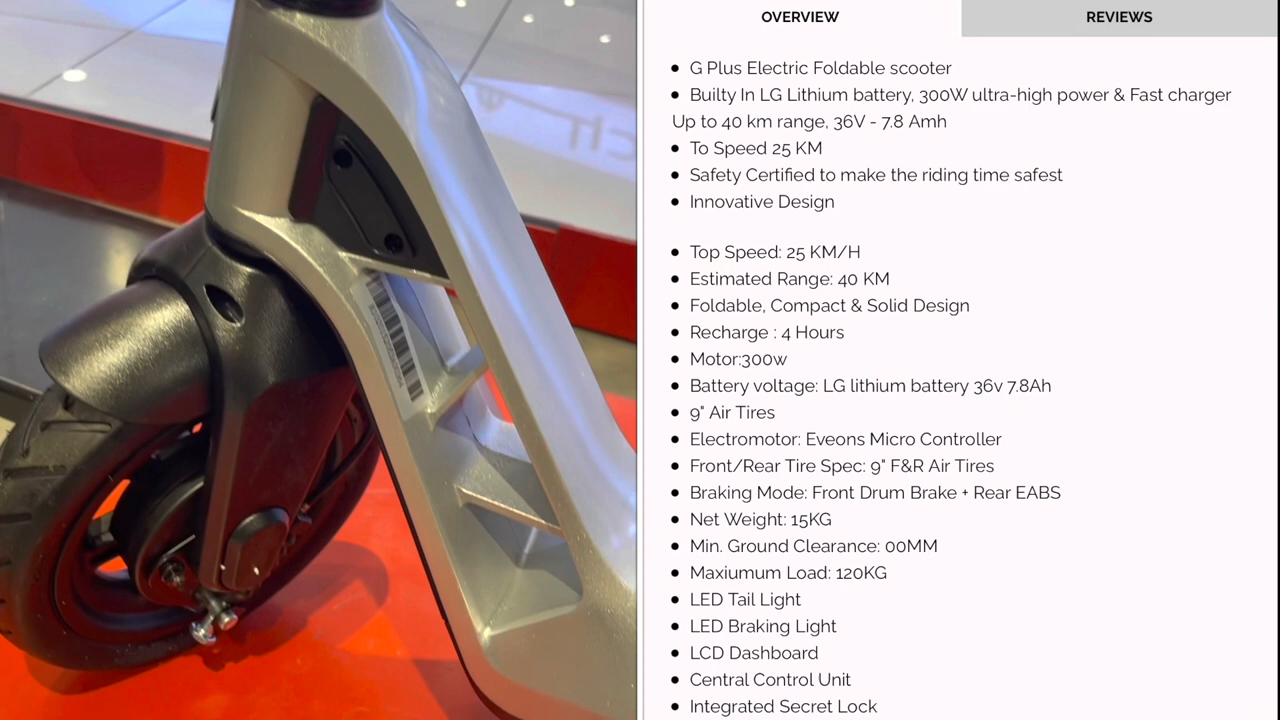 OVERVIEW
REVIEWS
G Plus Electric Foldable scooter
Builty In LG Lithium battery, 300W ultra-high power & Fast charger
Up to 40 km range, 36V - 7.8 Amh
To Speed 25 KM
Safety Certified to make the riding time safest
Innovative Design
Top Speed: 25 KM/H
Estimated Range: 40 KM
Foldable, Compact & Solid Design
Recharge : 4 Hours
Motor:300w
Battery voltage: LG lithium battery 36v 7.8Ah
9" Air Tires
Electromotor: Eveons Micro Controller
Front/Rear Tire Spec: 9" F&R Air Tires
Braking Mode: Front Drum Brake + Rear EABS
Net Weight: 15KG
Min. Ground Clearance: 00MM
Maxiumum Load: 120KG
LED Tail Light
LED Braking Light
LCD Dashboard
Central Control Unit
Integrated Secret Lock